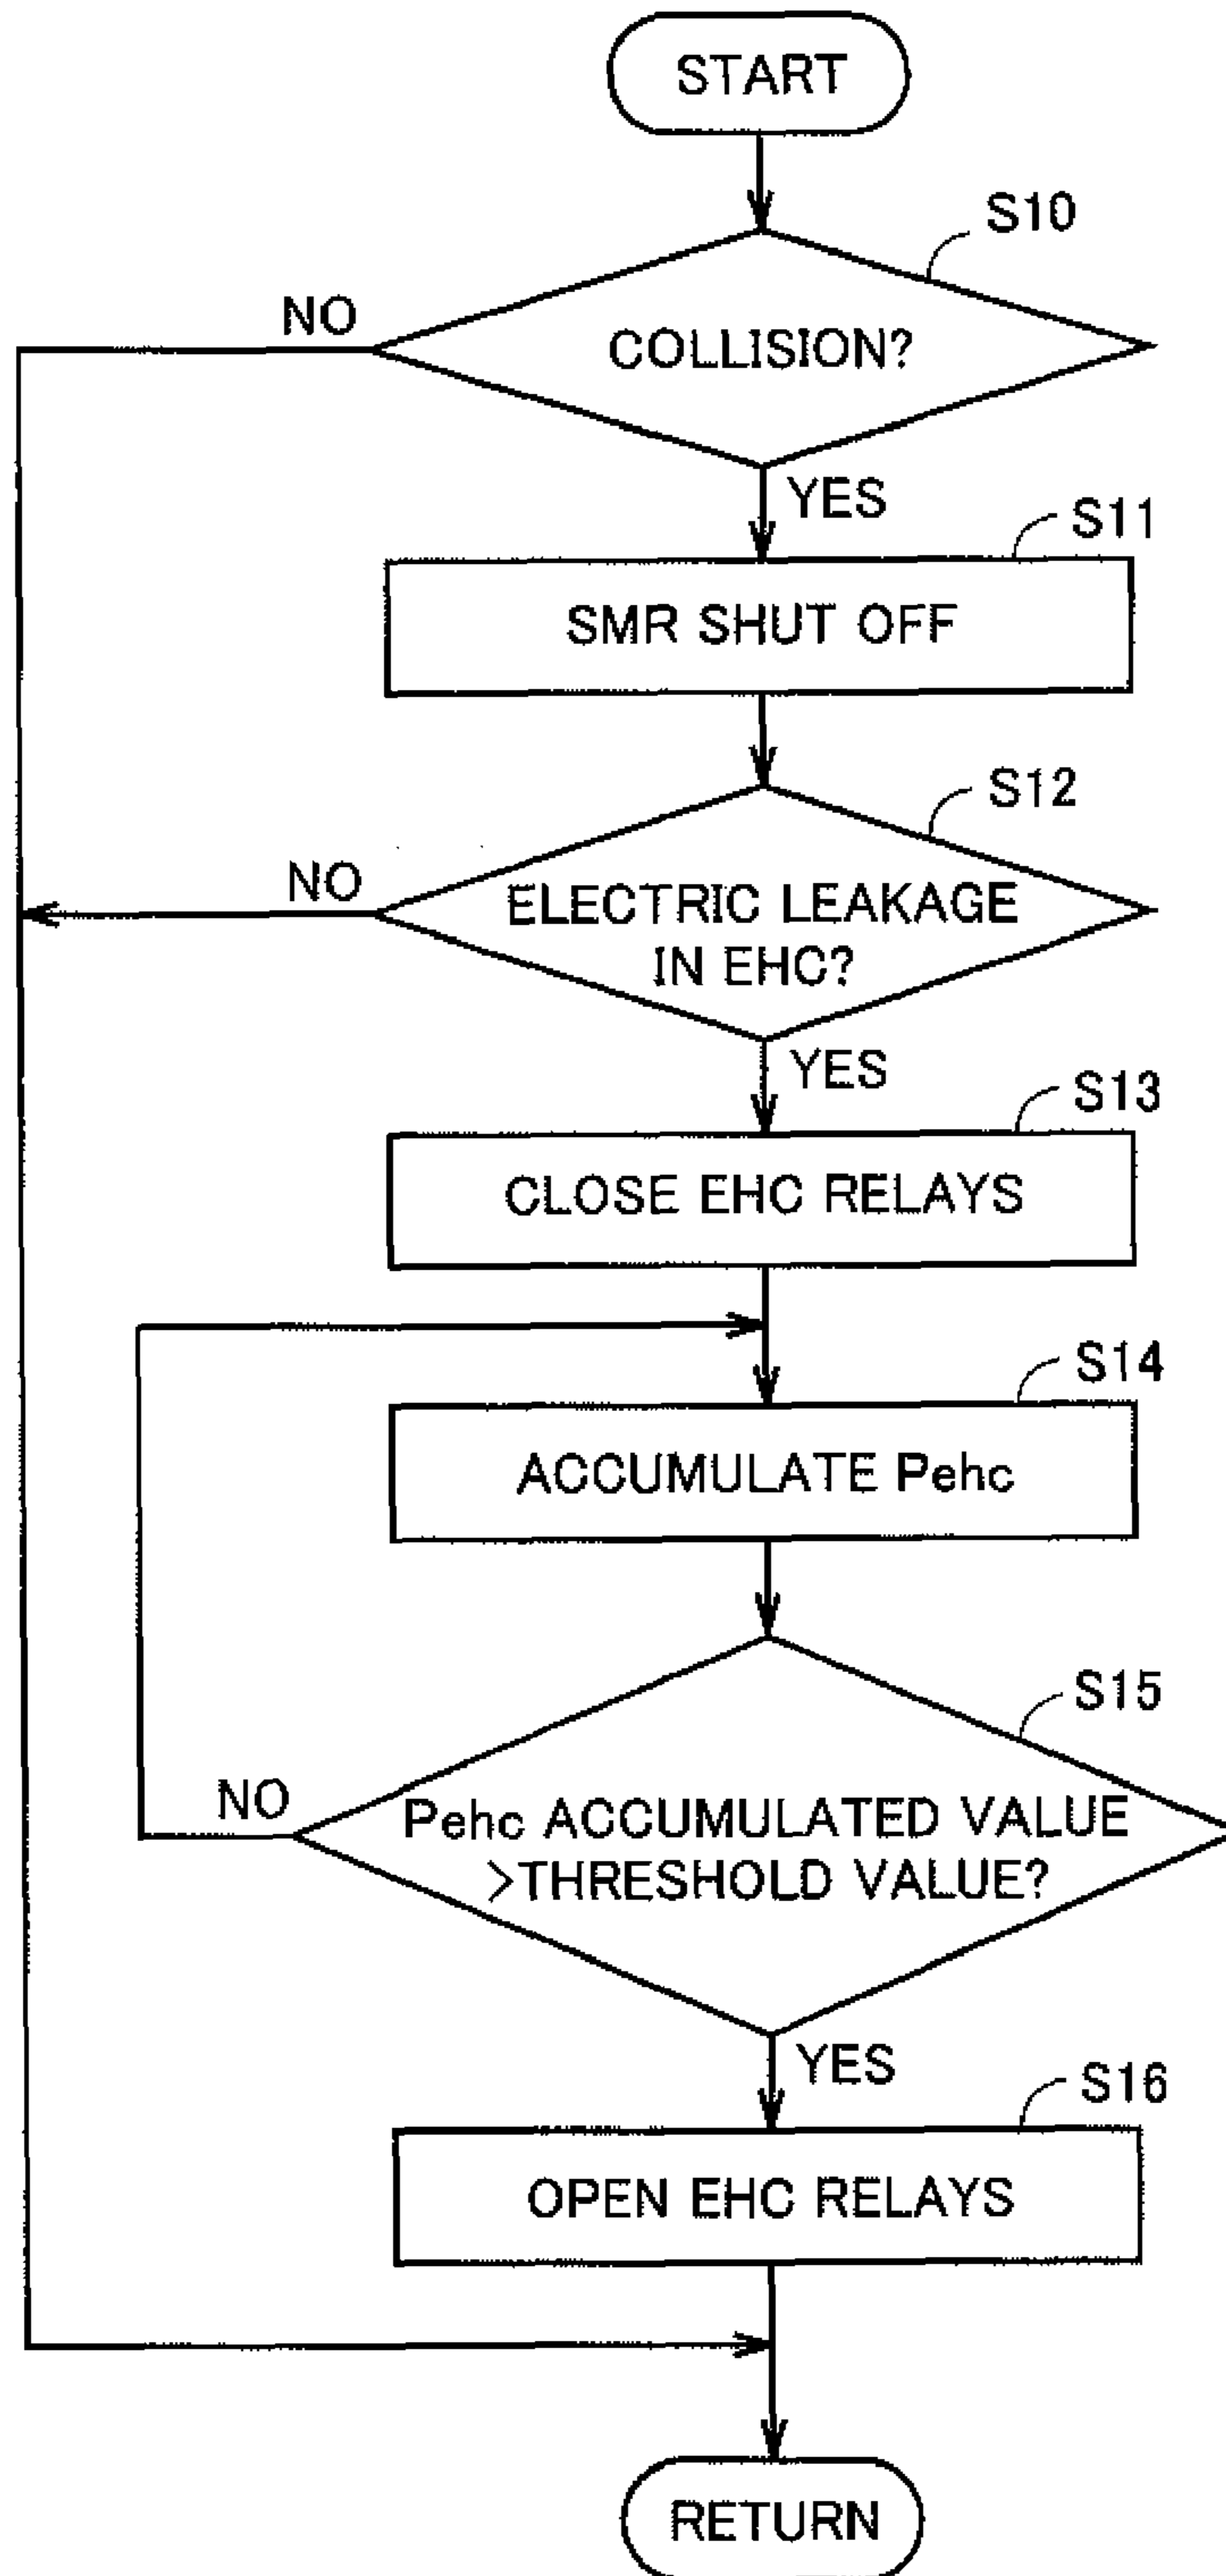 START
S10
NO
COLLISION?
YES
S11
SMR SHUT OFF
S12
NO
ELECTRIC LEAKAGE
IN EHC?
YES
S13
CLOSE EHC RELAYS
S14
ACCUMULATE Pehc
S15
NO
Pehc ACCUMULATED VALUE
>THRESHOLD VALUE?
YES
S16
OPEN EHC RELAYS
RETURN